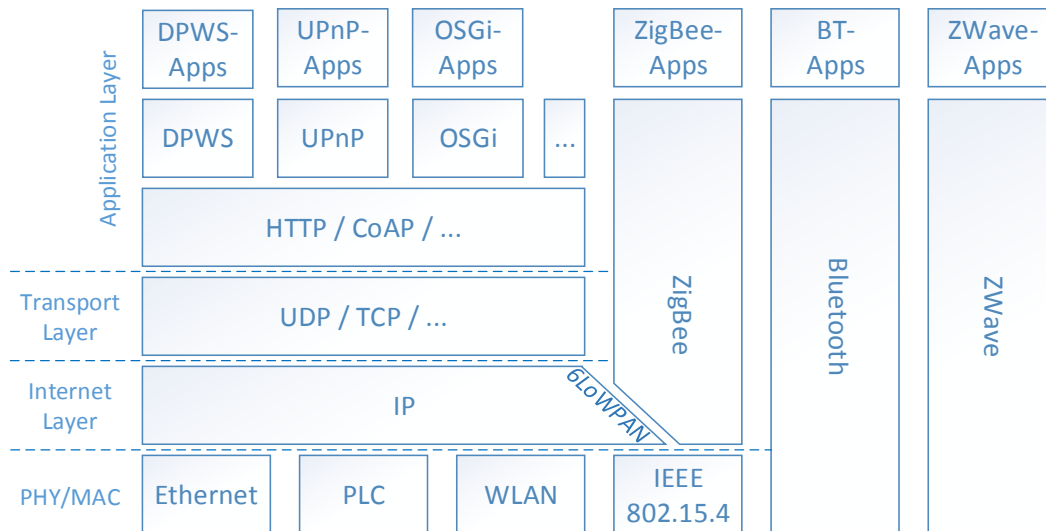 DPWS-
Apps
UPnP-
Apps
OSGi-
Apps
ZigBee-
Apps
BT-
Apps
ZWave-
Apps
Application Layer
DPWS
UPnP
OSGi
...
HTTP / CoAP / ...
ZigBee
Bluetooth
ZWave
Transport
Layer
UDP / TCP / ...
Internet
Layer
IP
6LoWPAN
PHY/MAC
Ethernet
PLC
WLAN
IEEE
802.15.4